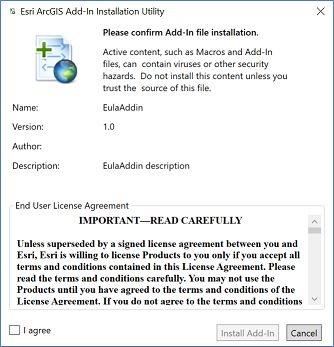 Esri ArcGIS Add-In Installation Utility
Please confirm Add-In file installation.
Active content, such as Macros and Add-In
files, can contain viruses or other security
hazards. Do not install this content unless you
trust the source of this file.
Name: EulaAddin
Version: 1.0
Author:
Description: EulaAddin description
End User License Agreement
IMPORTANT—READ CAREFULLY
Unless superseded by a signed license agreement between you and
Esri, Esri is willing to license Products to you only if you accept all
terms and conditions contained in this License Agreement. Please
read the terms and conditions carefully. You may not use the
Products until you have agreed to the terms and conditions of the
License Agreement. If you do not agree to the terms and conditions
I agree
Install Add-In
Cancel